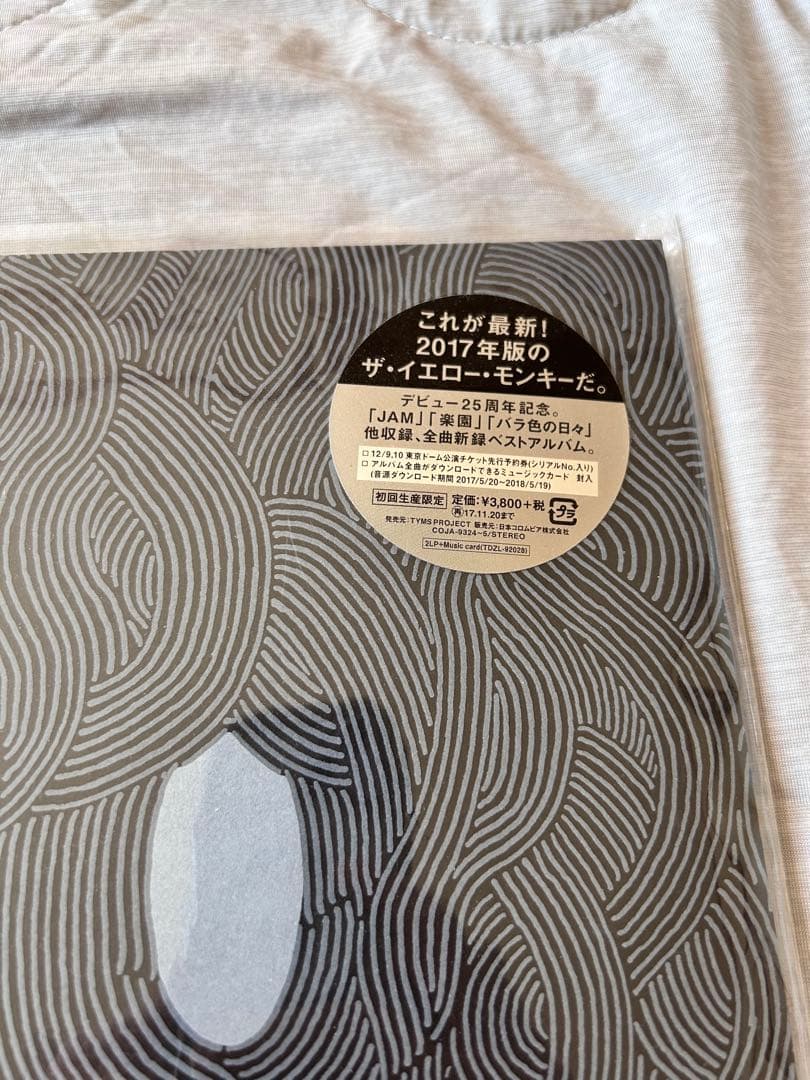 これが最新!
2017年版の
ザ・イエロー・モンキーだ。
デビュー25周年記念。
「JAM」「楽園」「バラ色の日々」
他収録、全曲新録ベストアルバム。
□ 12/9,10 東京ドーム公演チケット先行予約券(シリアルNo.入り)
□ アルバム全曲がダウンロードできるミュージックカード 封入
(音源ダウンロード期間 2017/5/20~2018/5/19)
初回生産限定 定価:¥3,800+税
プラ
再17.11.20まで
発売元:TYMS PROJECT 販売元:日本コロムビア株式会社
COJA-9324~5/STEREO
2LP+Music card(TDZL-92028)